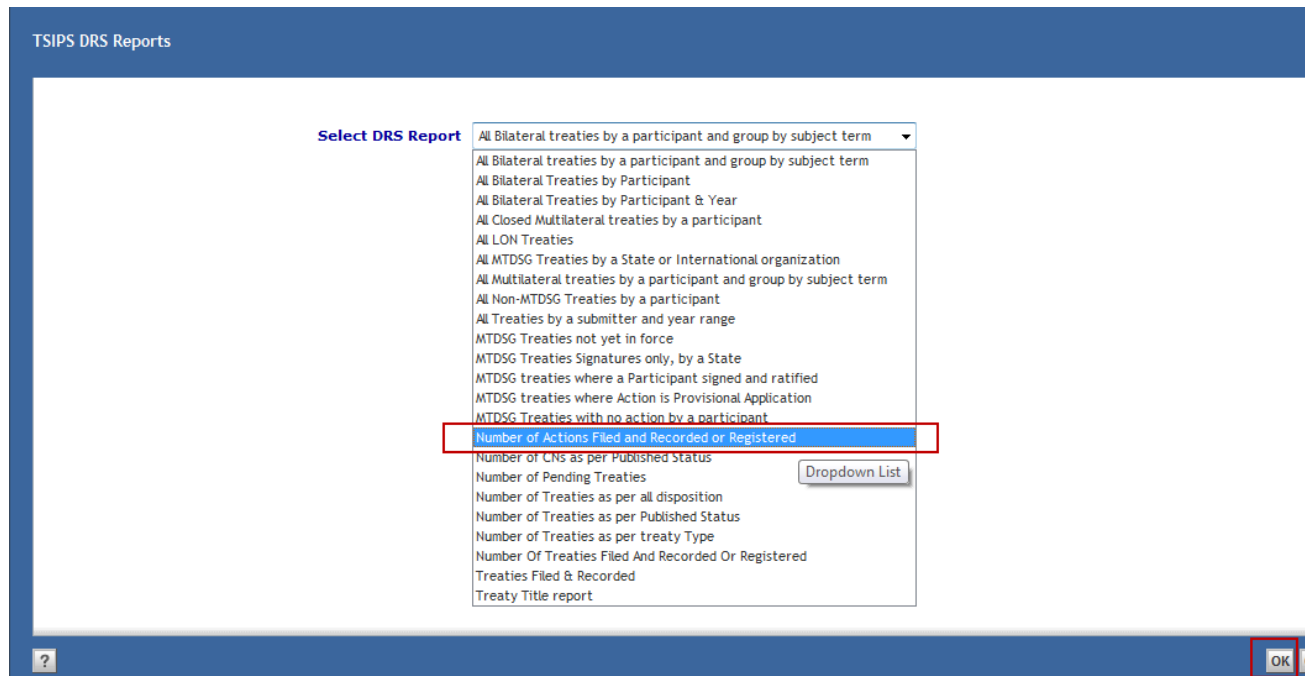 TSIPS DRS Reports
Select DRS Report All Bilateral treaties by a participant and group by subject term
All Bilateral treaties by a participant and group by subject term
All Bilateral Treaties by Participant
All Bilateral Treaties by Participant & Year
All Closed Multilateral treaties by a participant
All LON Treaties
All MTDSG Treaties by a State or International organization
All Multilateral treaties by a participant and group by subject term
All Non-MTDSG Treaties by a participant
All Treaties by a submitter and year range
MTDSG Treaties not yet in force
MTDSG Treaties Signatures only, by a State
MTDSG treaties where a Participant signed and ratified
MTDSG treaties where Action is Provisional Application
MTDSG Treaties with no action by a participant
Number of Actions Filed and Recorded or Registered
Number of CNs as per Published Status
Dropdown List
Number of Pending Treaties
Number of Treaties as per all disposition
Number of Treaties as per Published Status
Number of Treaties as per treaty Type
Number Of Treaties Filed And Recorded Or Registered
Treaties Filed & Recorded
Treaty Title report
? OK